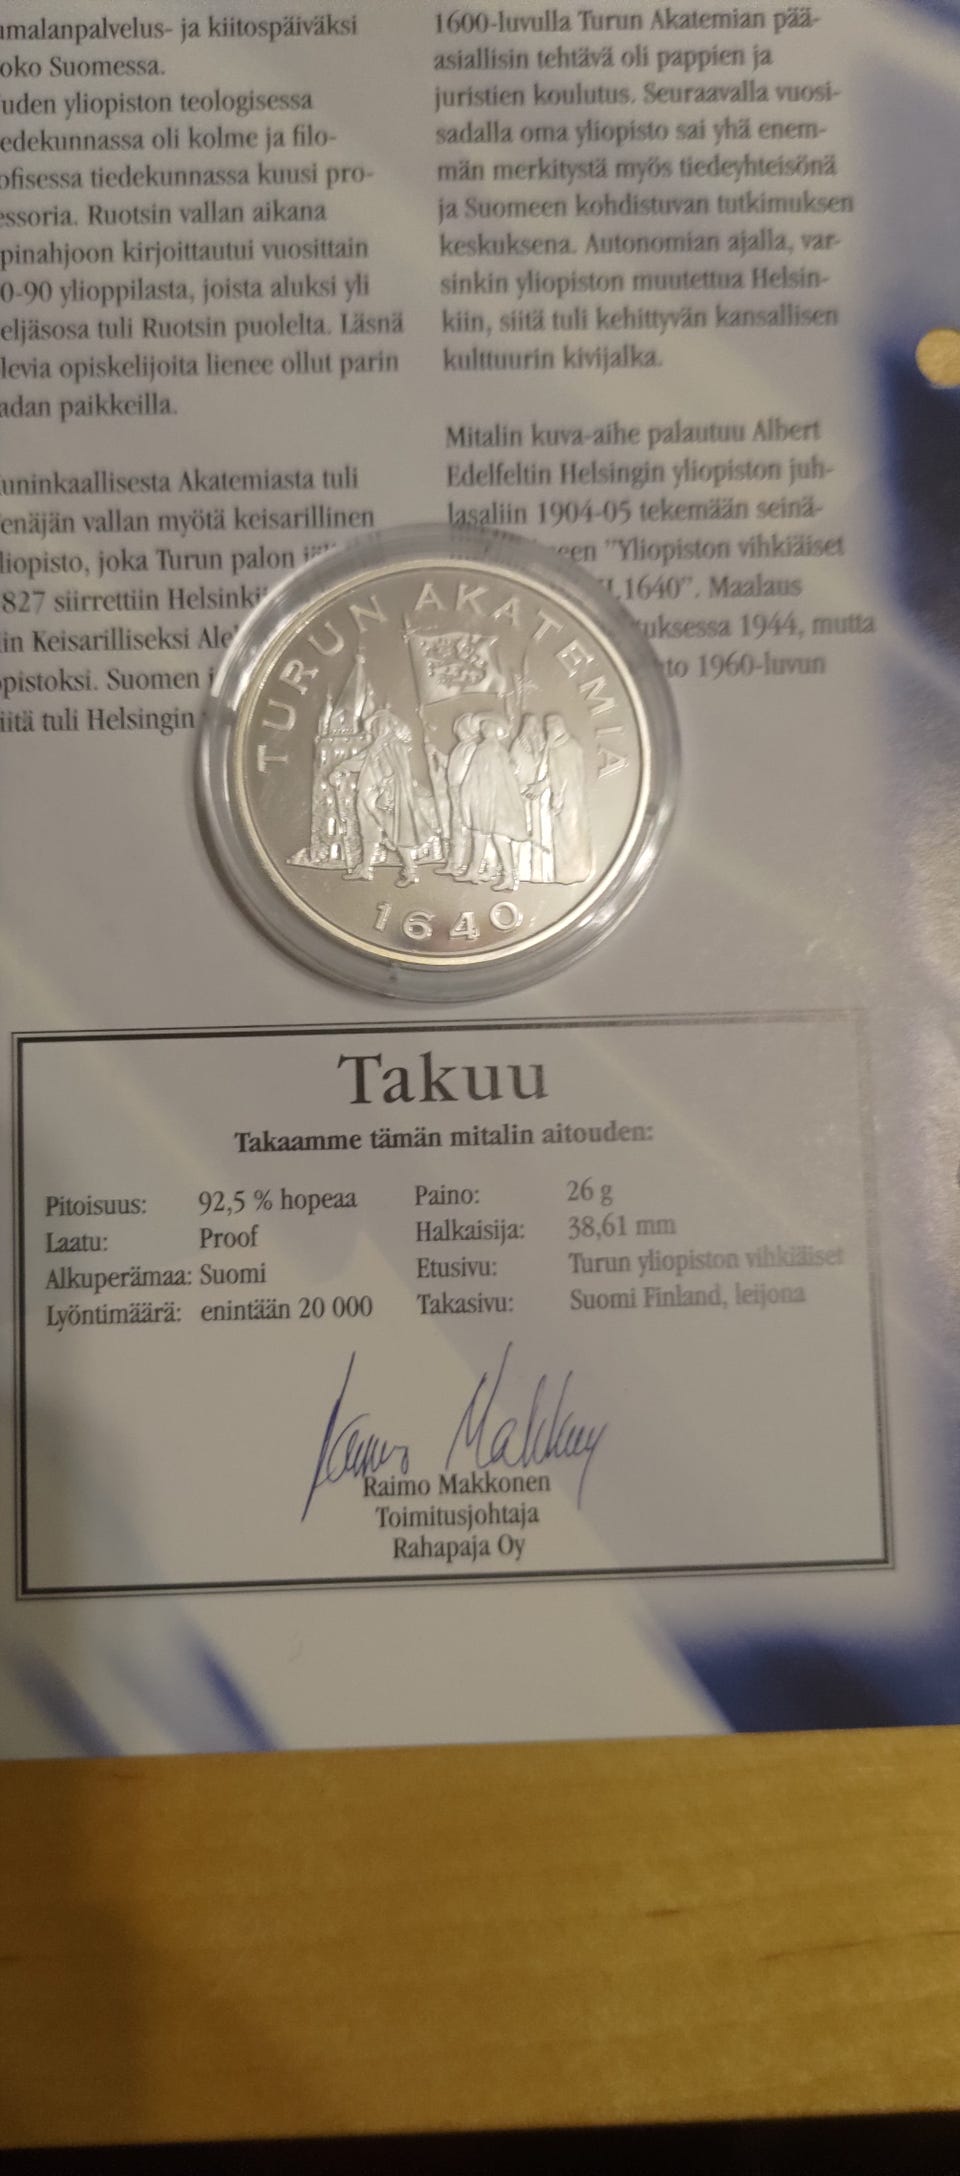 malanpalvelus- ja kiitospäiväksi
oko Suomessa.
uden yliopiston teologisessa
edekunnassa oli kolme ja filo-
ofisessa tiedekunnassa kuusi pro-
essoria. Ruotsin vallan aikana
pinahjoon kirjoittautui vuosittain
0-90 ylioppilasta, joista aluksi yli
eljäsosa tuli Ruotsin puolelta. Läsnä
levia opiskelijoita lienee ollut parin
adan paikkeilla.
uninkaallisesta Akatemiasta tuli
enäjän vallan myötä keisarillinen
liopisto, joka Turun palon
827 siirrettiin
in Keisarilliseksi
pistoksi. Suomen
iitä tuli Helsingin
1600-luvulla Turun Akatemian pää-
asiallisin tehtävä oli pappien ja
juristien koulutus. Seuraavalla vuosi-
sadalla oma yliopisto sai yhä enem-
män merkitystä myös tiedeyhteisönä
ja Suomeen kohdistuvan tutkimuksen
keskuksena. Autonomian ajalla, var-
sinkin yliopiston muutettua Helsin-
kiin, siitä tuli kehittyvän kansallisen
kulttuurin kivijalka.
Mitalin kuva-aihe palautuu Albert
Edelfeltin Helsingin yliopiston juh-
lasaliin 1904-05 tekemään seinä-
een "Yliopiston vihkiäiset
1640". Maalaus
uksessa 1944, mutta
to 1960-luvun
TURUN AKATEMIA
1640
Takuu
Takaamme tämän mitalin aitouden:
Pitoisuus: 92,5 % hopeaa Paino: 26 g
Laatu: Proof Halkaisija: 38,61 mm
Alkuperämaa: Suomi Etusivu: Turun yliopiston vihkiäiset
Lyöntimäärä: enintään 20 000 Takasivu: Suomi Finland, leijona
Raimo Makkonen
Toimitusjohtaja
Rahapaja Oy